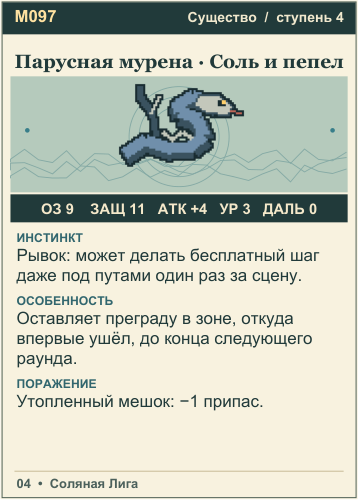 M097
Существо / ступень 4
Парусная мурена · Соль и пепел
ОЗ 9 ЗАЩ 11 АТК +4 УР 3 ДАЛЬ 0
ИНСТИНКТ
Рывок: может делать бесплатный шаг
даже под путами один раз за сцену.
ОСОБЕННОСТЬ
Оставляет преграду в зоне, откуда
впервые ушёл, до конца следующего
раунда.
ПОРАЖЕНИЕ
Утопленный мешок: −1 припас.
04 • Соляная Лига